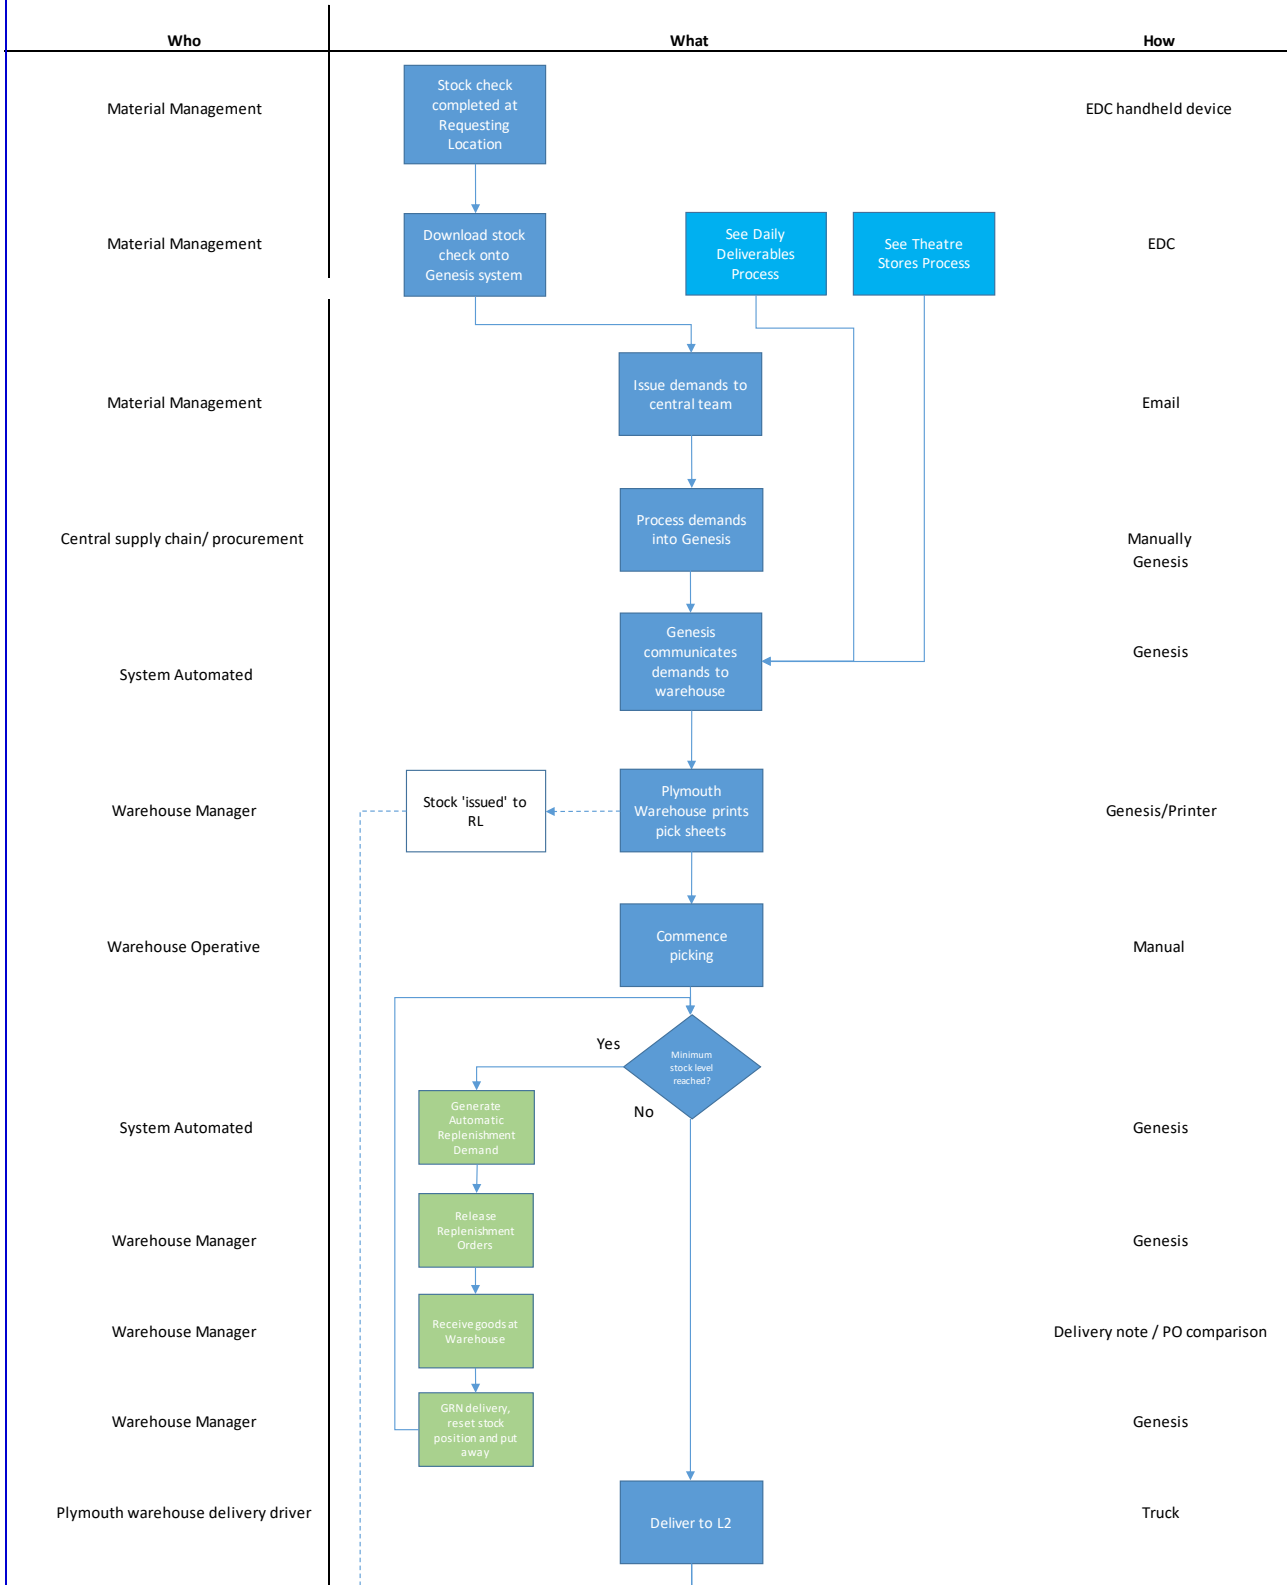 Who
What
How
Material Management
Stock check
completed at
Requesting
Location
EDC handheld device
Material Management
Download stock
check onto
Genesis system
See Daily
Deliverables
Process
See Theatre
Stores Process
EDC
Material Management
Issue demands to
central team
Email
Central supply chain/ procurement
Process demands
into Genesis
Manually
Genesis
System Automated
Genesis
communicates
demands to
warehouse
Genesis
Warehouse Manager
Stock 'issued' to
RL
Plymouth
Warehouse prints
pick sheets
Genesis/Printer
Warehouse Operative
Commence
picking
Manual
Yes
Minimum
stock level
reached?
No
System Automated
Generate
Automatic
Replenishment
Demand
Genesis
Warehouse Manager
Release
Replenishment
Orders
Genesis
Warehouse Manager
Receive goods at
Warehouse
Delivery note / PO comparison
Warehouse Manager
GRN delivery,
reset stock
position and put
away
Genesis
Plymouth warehouse delivery driver
Deliver to L2
Truck